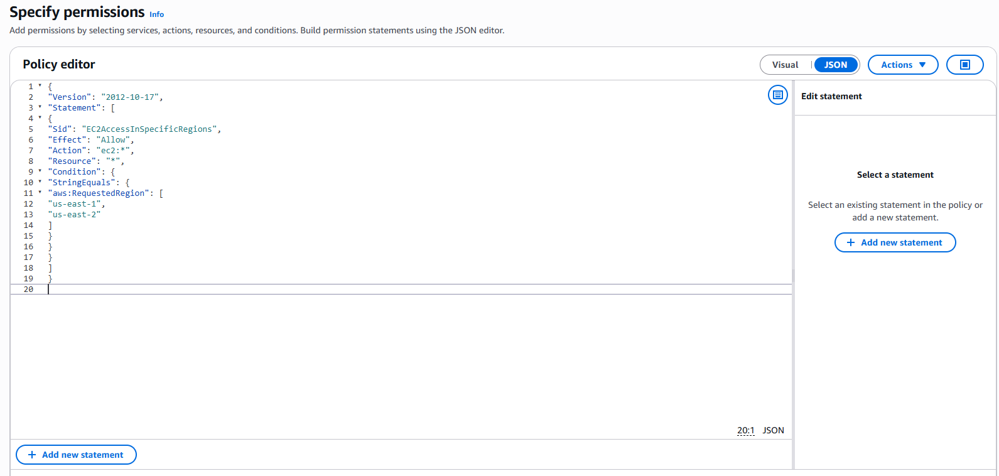 Specify permissions Info
Add permissions by selecting services, actions, resources, and conditions. Build permission statements using the JSON editor.
Policy editor
Visual | JSON
Actions ▼
1 {
2 "Version": "2012-10-17",
3 "Statement": [
4 {
5 "Sid": "EC2AccessInSpecificRegions",
6 "Effect": "Allow",
7 "Action": "ec2:*",
8 "Resource": "*",
9 "Condition": {
10 "StringEquals": {
11 "aws:RequestedRegion": [
12 "us-east-1",
13 "us-east-2"
14 ]
15 }
16 }
17 }
18 ]
19 }
20
20:1 JSON
+ Add new statement
Edit statement
Select a statement
Select an existing statement in the policy or
add a new statement.
+ Add new statement